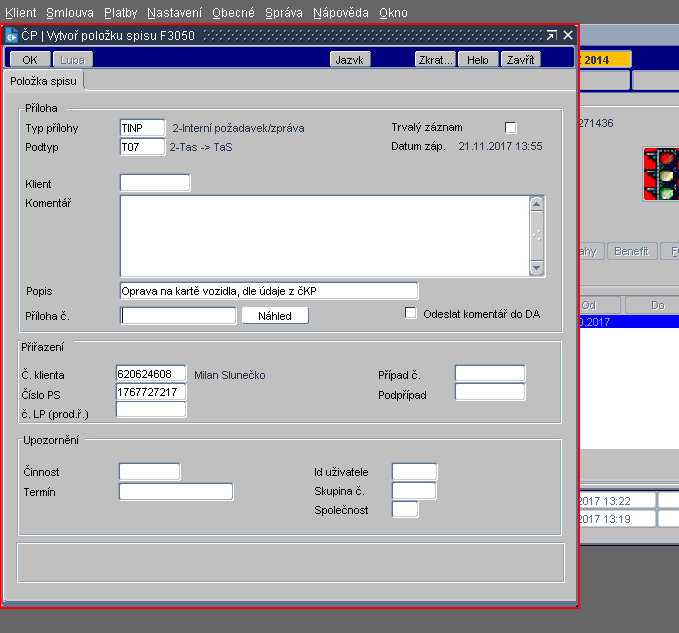 Klient Smlouva Platby Nastavení Obecné Správa Nápověda Okno
ČP | Vytvoř položku spisu F3050
OK Lupa Jazyk Zkrat... Help Zavřít
2014
Položka spisu
Příloha
Typ přílohy TINP 2-Interní požadavek/zpráva Trvalý záznam
271436
Podtyp T07 2-Tas -> TaS Datum záp. 21.11.2017 13:55
Klient
Komentář
Benefit
Popis Oprava na kartě vozidla, dle údaje z čKP
Od Do
Příloha č. Náhled Odeslat komentář do DA
0.2017
Přiřazení
Č. klienta 620624608 Milan Slunečko Případ č.
Číslo PS 1767727217 Podpřípad
č. LP (prod.ř.)
Upozornění
Činnost Id uživatele
Termín Skupina č.
Společnost
2017 13:22
2017 13:19